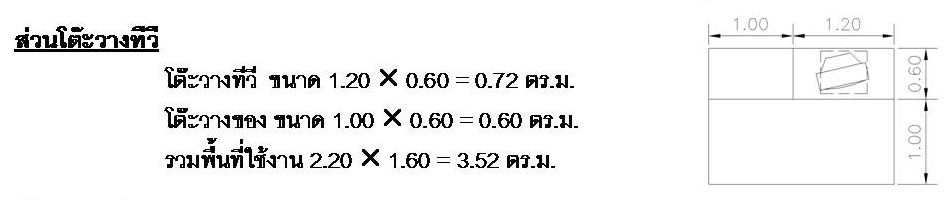 ส่วนโต๊ะวางทีวี
โต๊ะวางทีวี ขนาด 1.20 × 0.60 = 0.72 ตร.ม.
โต๊ะวางของ ขนาด 1.00 × 0.60 = 0.60 ตร.ม.
รวมพื้นที่ใช้งาน 2.20 × 1.60 = 3.52 ตร.ม.
1.00 1.20
0.60
1.00